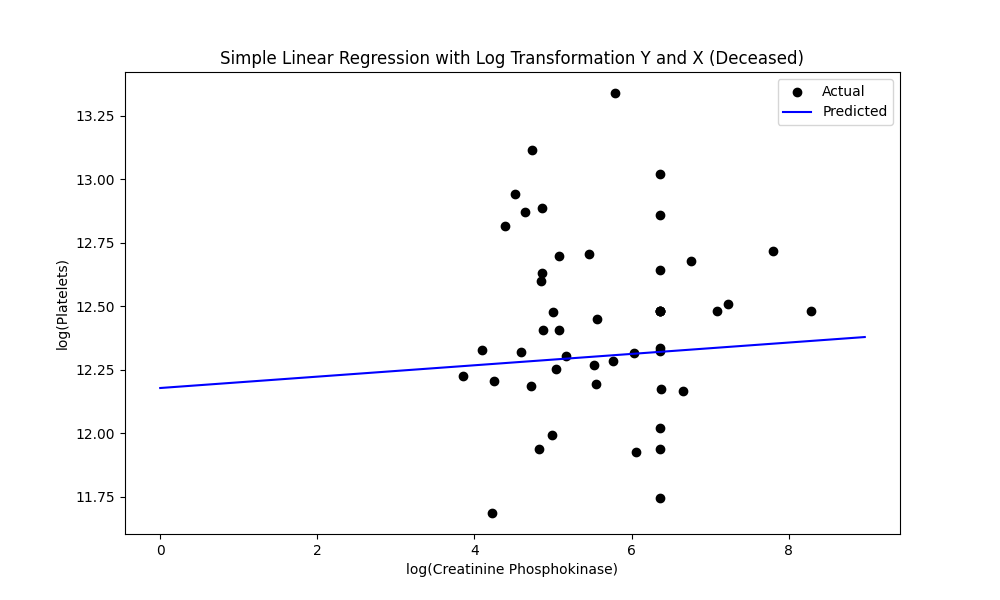 Simple Linear Regression with Log Transformation Y and X (Deceased)
Actual
Predicted
13.25
13.00
12.75
12.50
12.25
12.00
11.75
log(Platelets)
0 2 4 6 8
log(Creatinine Phosphokinase)